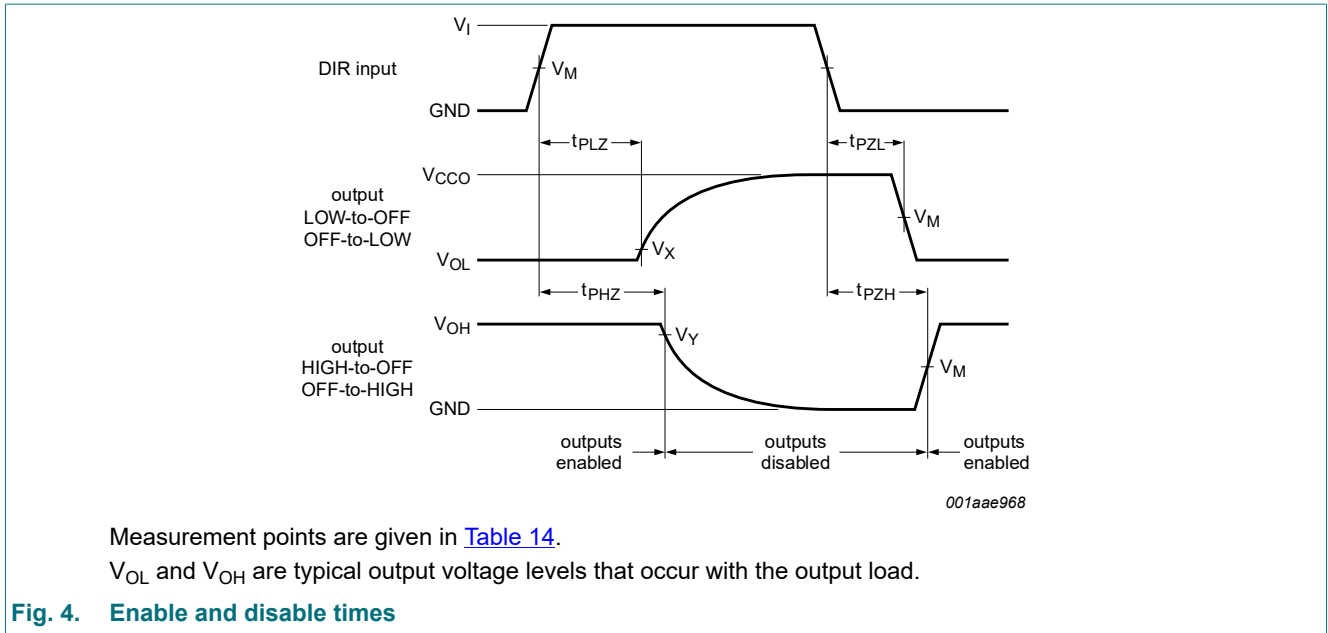 V_I
DIR input
V_M
GND
t_PLZ
t_PZL
V_CCO
output
LOW-to-OFF
OFF-to-LOW
V_M
V_X
V_OL
t_PHZ
t_PZH
V_OH
V_Y
output
HIGH-to-OFF
OFF-to-HIGH
V_M
GND
outputs
enabled
outputs
disabled
outputs
enabled
001aae968
Measurement points are given in Table 14.
V_OL and V_OH are typical output voltage levels that occur with the output load.
Fig. 4. Enable and disable times